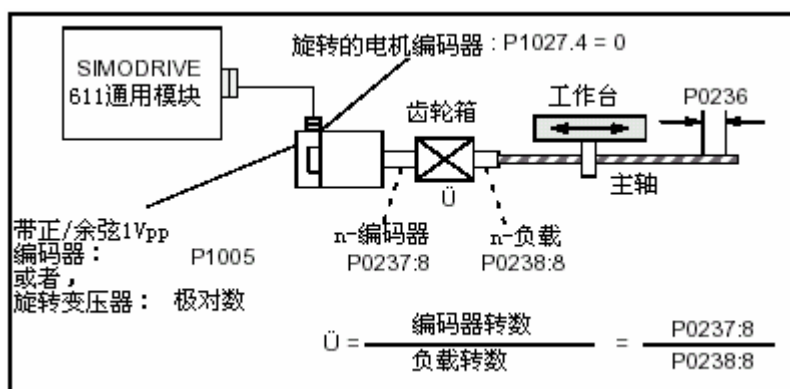 旋转的电机编码器：P1027.4 = 0
SIMODRIVE
611通用模块
齿轮箱
工作台
P0236
Ü
主轴
带正/余弦1Vpp
编码器：
P1005
或者，
旋转变压器： 极对数
n-编码器
P0237:8
n-负载
P0238:8
Ü = 编码器转数 = P0237:8
负载转数 P0238:8